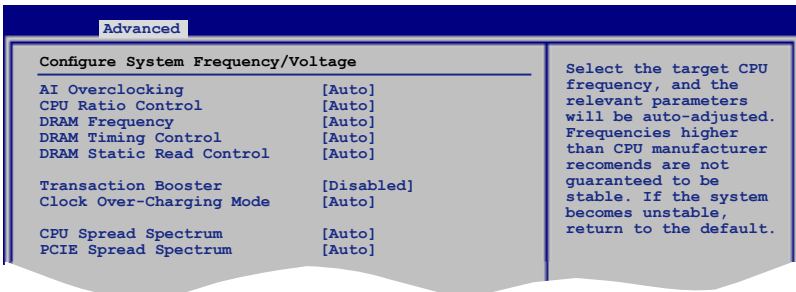 Advanced
Configure System Frequency/Voltage
AI Overclocking [Auto]
CPU Ratio Control [Auto]
DRAM Frequency [Auto]
DRAM Timing Control [Auto]
DRAM Static Read Control [Auto]
Transaction Booster [Disabled]
Clock Over-Charging Mode [Auto]
CPU Spread Spectrum [Auto]
PCIE Spread Spectrum [Auto]
Select the target CPU
frequency, and the
relevant parameters
will be auto-adjusted.
Frequencies higher
than CPU manufacturer
recomends are not
guaranteed to be
stable. If the system
becomes unstable,
return to the default.